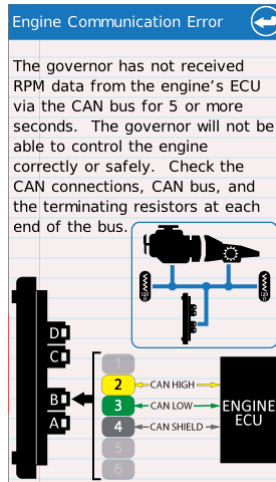 Engine Communication Error
The governor has not received
RPM data from the engine's ECU
via the CAN bus for 5 or more
seconds.  The governor will not be
able to control the engine
correctly or safely.  Check the
CAN connections, CAN bus, and
the terminating resistors at each
end of the bus.
D
C
B
A
1
2
3
4
5
6
CAN HIGH
CAN LOW
CAN SHIELD
ENGINE
ECU